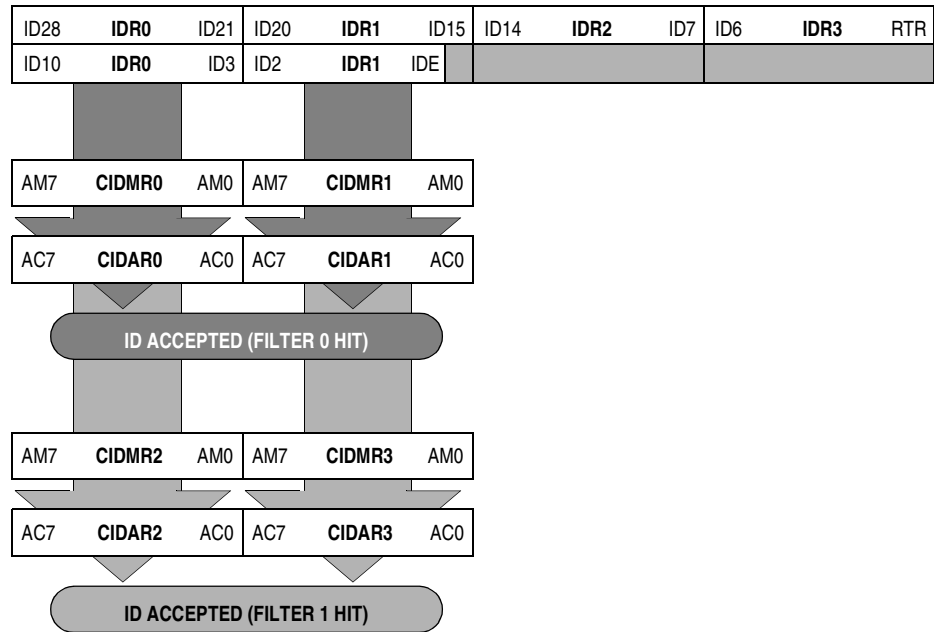 ID28 IDR0 ID21 ID20 IDR1 ID15 ID14 IDR2 ID7 ID6 IDR3 RTR
ID10 IDR0 ID3 ID2 IDR1 IDE
AM7 CIDMR0 AM0 AM7 CIDMR1 AM0
AC7 CIDAR0 AC0 AC7 CIDAR1 AC0
ID ACCEPTED (FILTER 0 HIT)
AM7 CIDMR2 AM0 AM7 CIDMR3 AM0
AC7 CIDAR2 AC0 AC7 CIDAR3 AC0
ID ACCEPTED (FILTER 1 HIT)